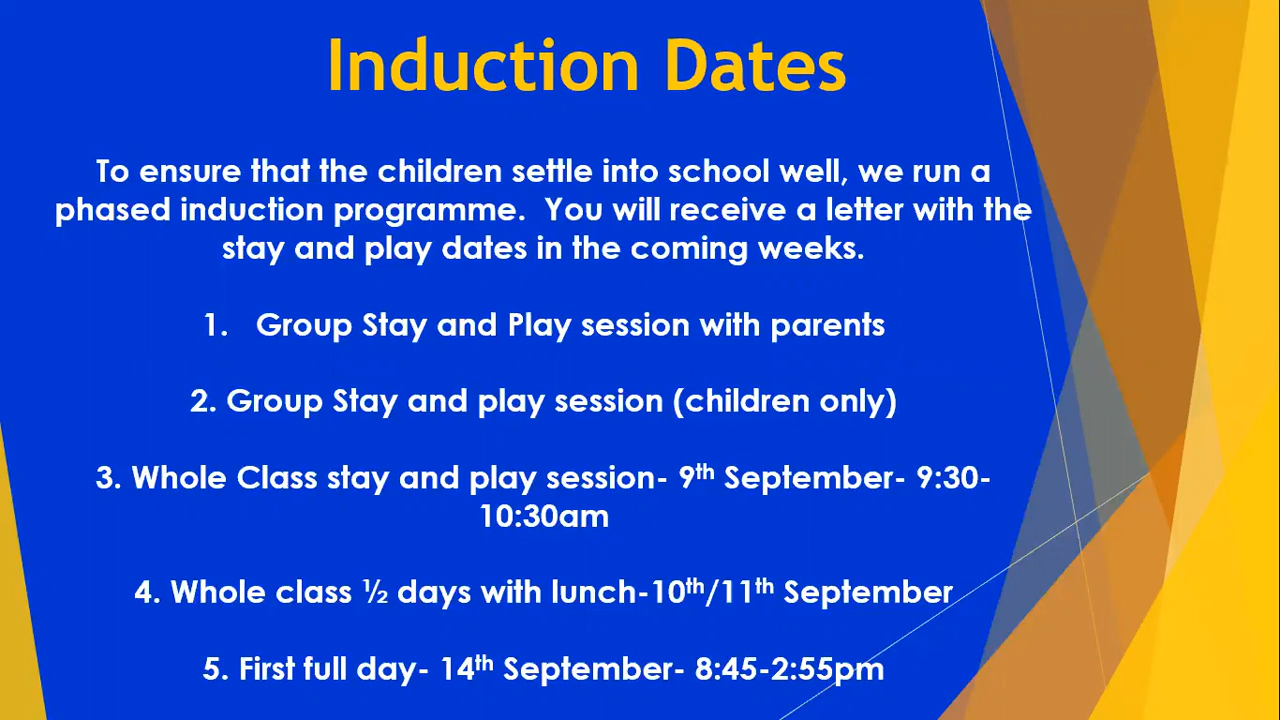 Induction Dates
To ensure that the children settle into school well, we run a
phased induction programme.  You will receive a letter with the
stay and play dates in the coming weeks.
1.   Group Stay and Play session with parents
2. Group Stay and play session (children only)
3. Whole Class stay and play session- 9th September- 9:30-
10:30am
4. Whole class ½ days with lunch-10th/11th September
5. First full day- 14th September- 8:45-2:55pm